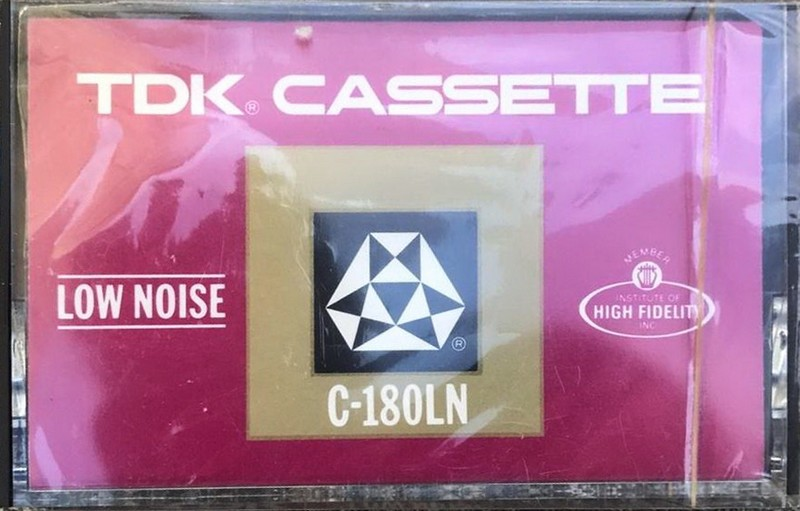 TDK® CASSETTE
LOW NOISE
®
C-180LN
MEMBER
INSTITUTE OF
HIGH FIDELITY
INC